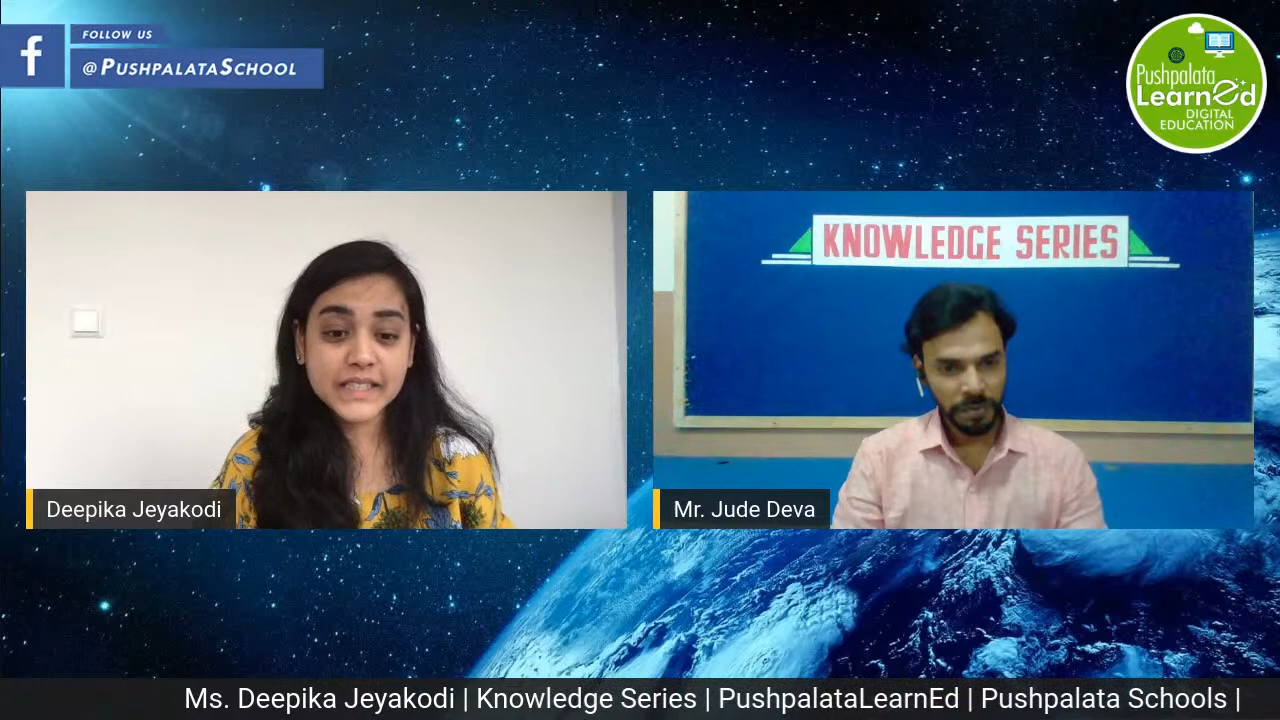 f
FOLLOW US
@PUSHPALATASCHOOL
Pushpalata
LearnEd
DIGITAL
EDUCATION
KNOWLEDGE SERIES
Deepika Jeyakodi
Mr. Jude Deva
Ms. Deepika Jeyakodi | Knowledge Series | PushpalataLearnEd | Pushpalata Schools |